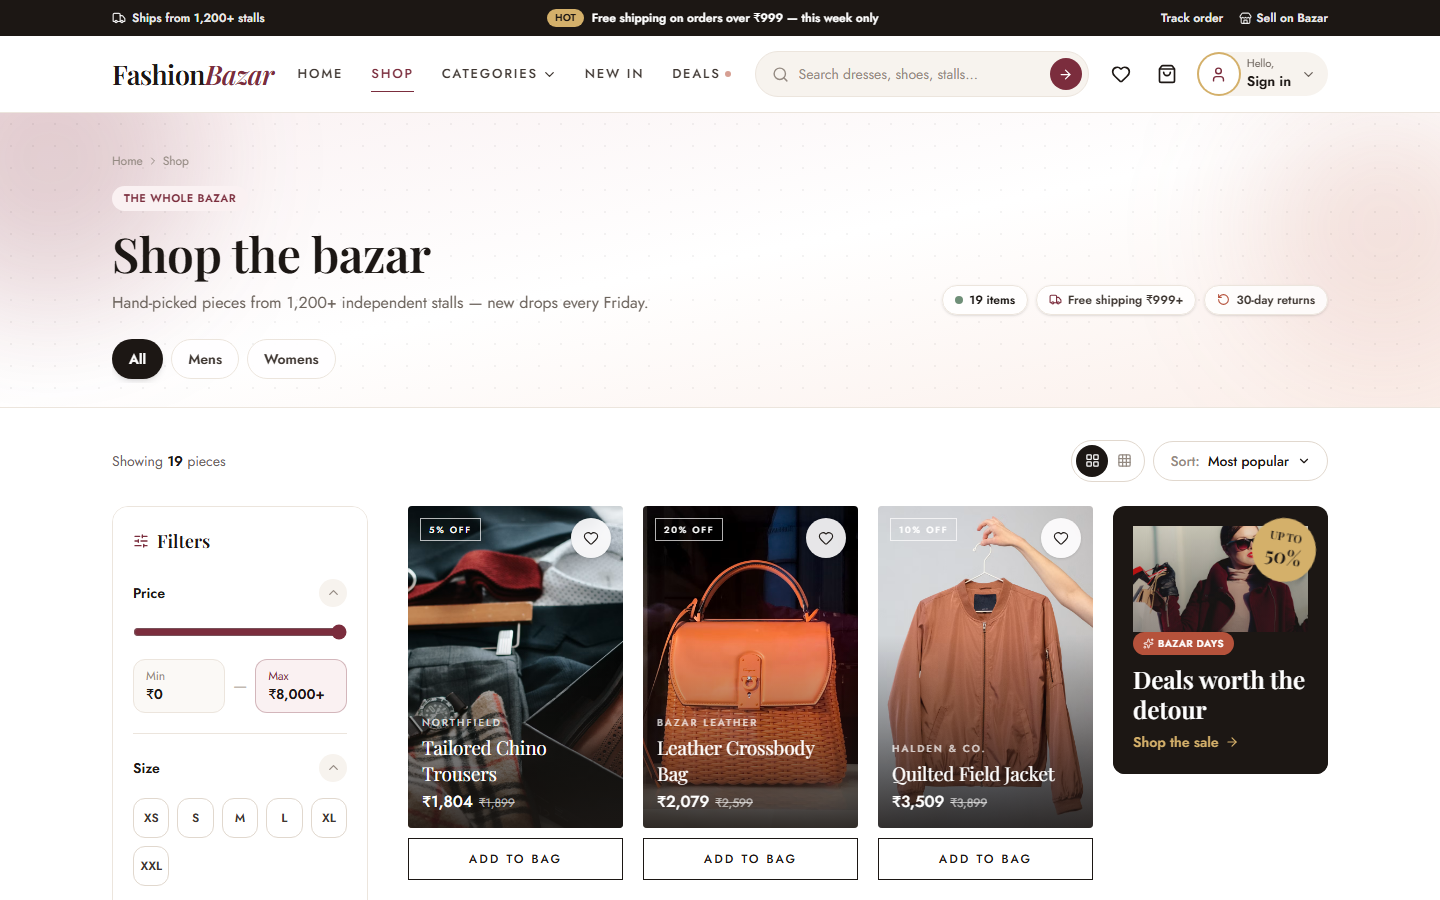 Ships from 1,200+ stalls
HOT Free shipping on orders over ₹999 — this week only
Track order
Sell on Bazar
FashionBazar
HOME
SHOP
CATEGORIES
NEW IN
DEALS
Search dresses, shoes, stalls…
Hello,
Sign in
Home > Shop
THE WHOLE BAZAR
Shop the bazar
Hand-picked pieces from 1,200+ independent stalls — new drops every Friday.
19 items
Free shipping ₹999+
30-day returns
All
Mens
Womens
Showing 19 pieces
Sort: Most popular
Filters
Price
Min
₹0
—
Max
₹8,000+
Size
XS
S
M
L
XL
XXL
5% OFF
NORTHFIELD
Tailored Chino
Trousers
₹1,804 ₹1,899
ADD TO BAG
20% OFF
BAZAR LEATHER
Leather Crossbody
Bag
₹2,079 ₹2,599
ADD TO BAG
10% OFF
HALDEN & CO.
Quilted Field Jacket
₹3,509 ₹3,899
ADD TO BAG
UP TO
50%
BAZAR DAYS
Deals worth the
detour
Shop the sale